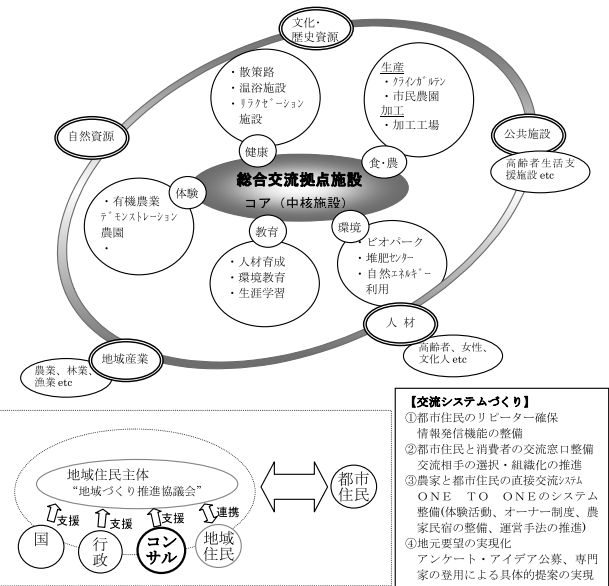 文化・
歴史資源
・散策路
・温浴施設
・ﾘﾗｸｾﾞｰｼｮﾝ
施設
健康
生産
・ｸﾗｲﾝｶﾞﾙﾃﾝ
・市民農園
加工
・加工工場
食・農
自然資源
公共施設
高齢者生活支
援施設 etc
総合交流拠点施設
コア（中核施設）
体験
・有機農業
ﾃﾞﾓﾝｽﾄﾚｰｼｮﾝ
農園
・
教育
・人材育成
・環境教育
・生涯学習
環境
・ビオパーク
・堆肥ｾﾝﾀｰ
・自然ｴﾈﾙｷﾞｰ
利用
人 材
高齢者、女性、
文化人 etc
地域産業
農業、林業、
漁業 etc
地域住民主体
“地域づくり推進協議会”
支援
支援
支援
連携
国
行
政
コン
サル
地域
住民
都市
住民
【交流システムづくり】
①都市住民のリピーター確保
情報発信機能の整備
②都市住民と消費者の交流窓口整備
交流相手の選択・組織化の推進
③農家と都市住民の直接交流ｼｽﾃﾑ
ＯＮＥ ＴＯ ＯＮＥのシステム
整備(体験活動、オーナー制度、農
家民宿の整備、運営手法の推進)
④地元要望の実現化
アンケート・アイデア公募、専門
家の登用による具体的提案の実現